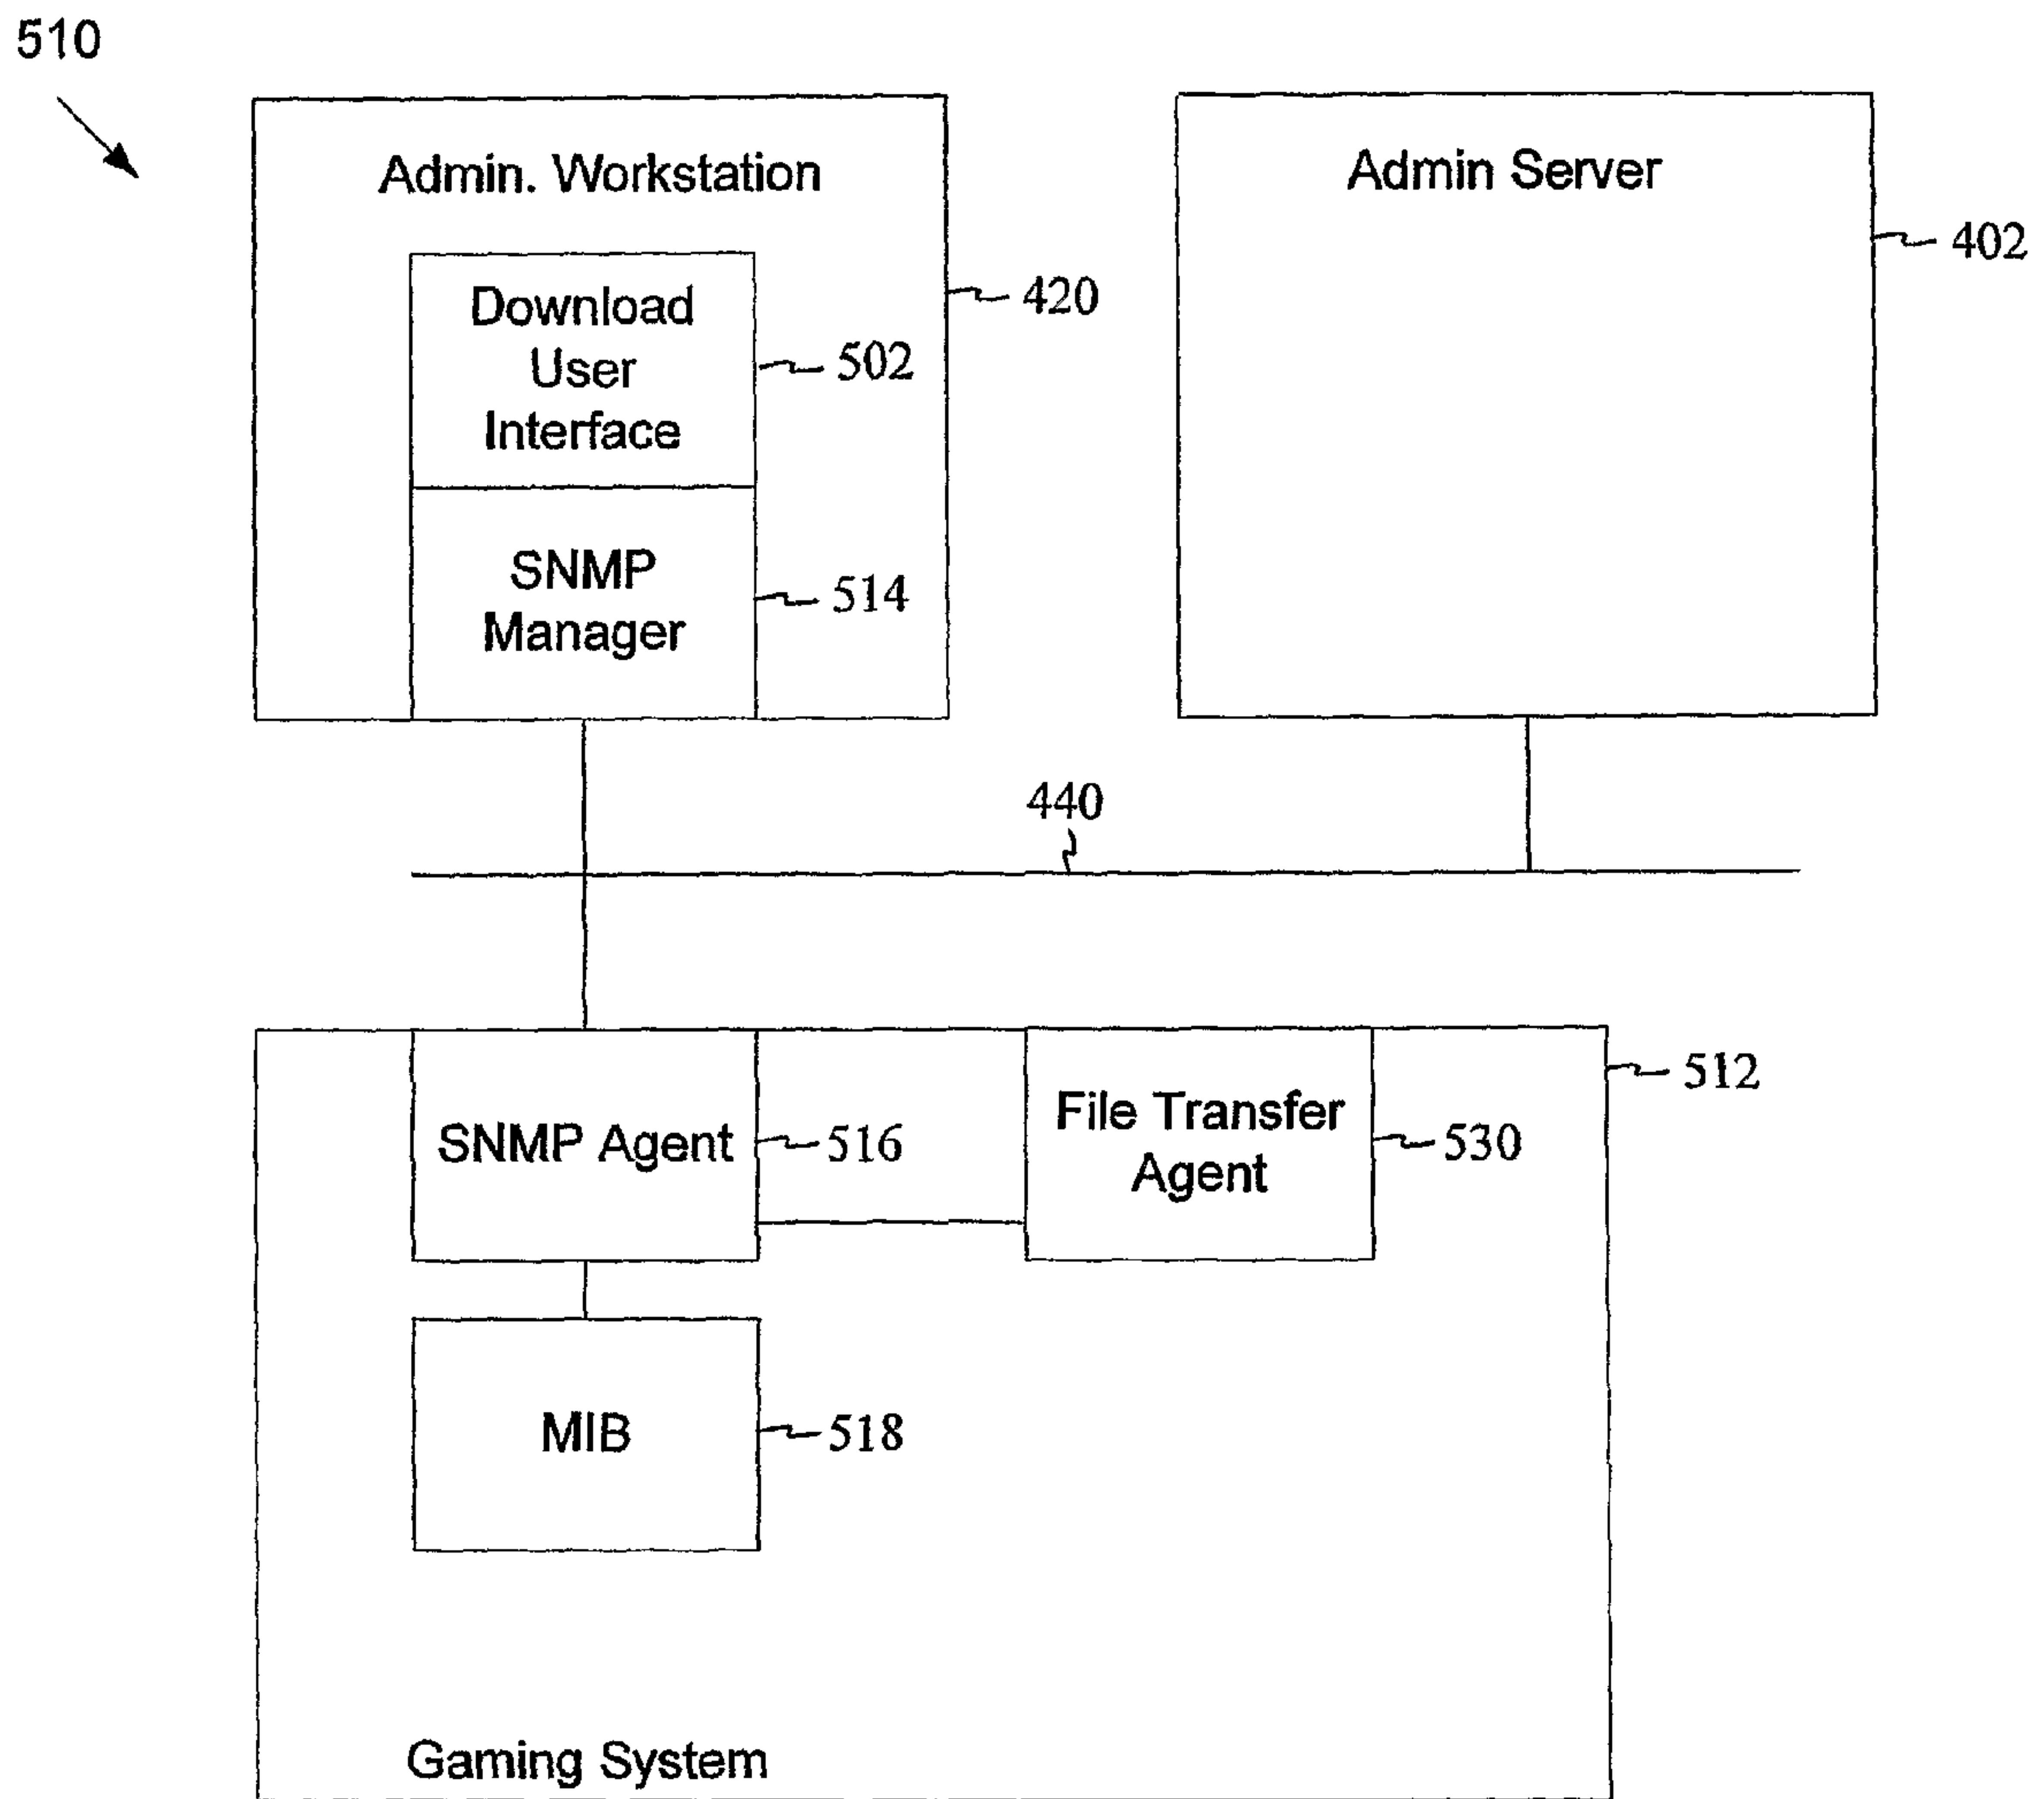 510
Admin. Workstation
Admin Server
402
420
Download
User
Interface
502
SNMP
Manager
514
440
512
SNMP Agent
516
File Transfer
Agent
530
MIB
518
Gaming System